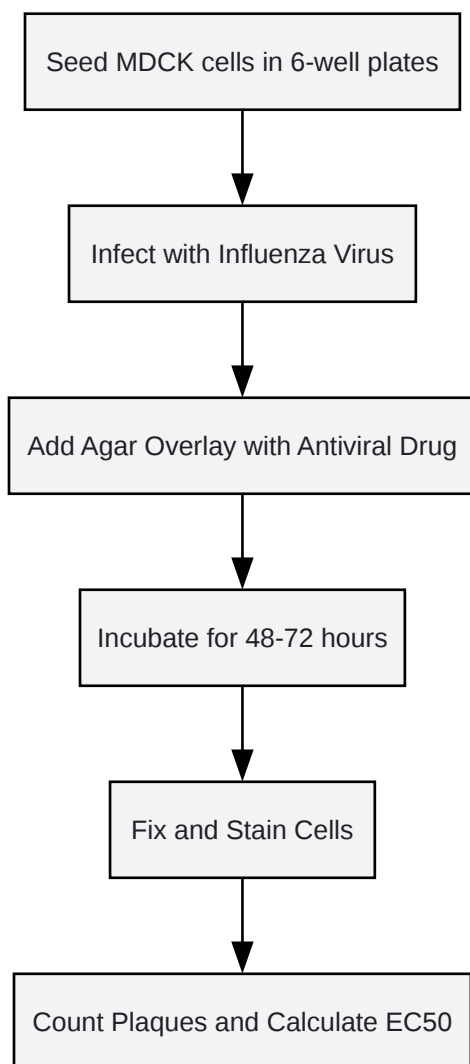 Seed MDCK cells in 6-well plates
Infect with Influenza Virus
Add Agar Overlay with Antiviral Drug
Incubate for 48-72 hours
Fix and Stain Cells
Count Plaques and Calculate EC50